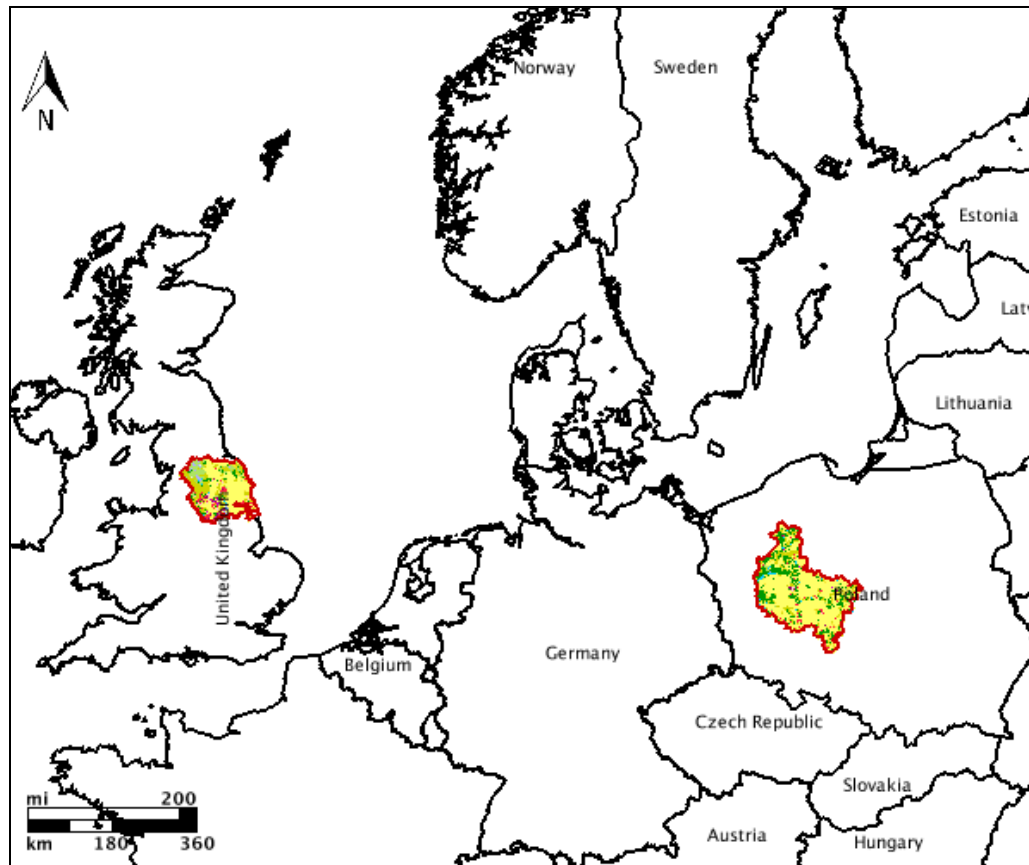 Norway
Sweden
N
Estonia
Latv
Lithuania
United Kingdom
Poland
Germany
Belgium
Czech Republic
Slovakia
mi 200
km 180 360
Austria
Hungary